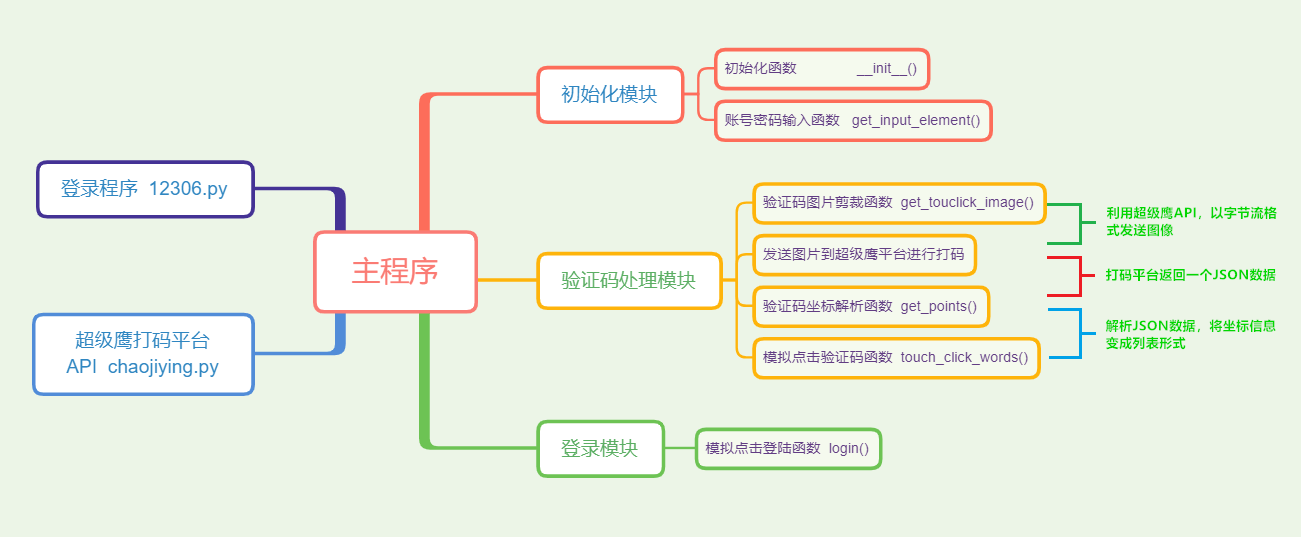 登录程序 12306.py
超级鹰打码平台
API chaojiying.py
主程序
初始化模块
初始化函数 __init__()
账号密码输入函数 get_input_element()
验证码处理模块
验证码图片剪裁函数 get_touclick_image()
发送图片到超级鹰平台进行打码
验证码坐标解析函数 get_points()
模拟点击验证码函数 touch_click_words()
利用超级鹰API，以字节流格
式发送图像
打码平台返回一个JSON数据
解析JSON数据，将坐标信息
变成列表形式
登录模块
模拟点击登陆函数 login()